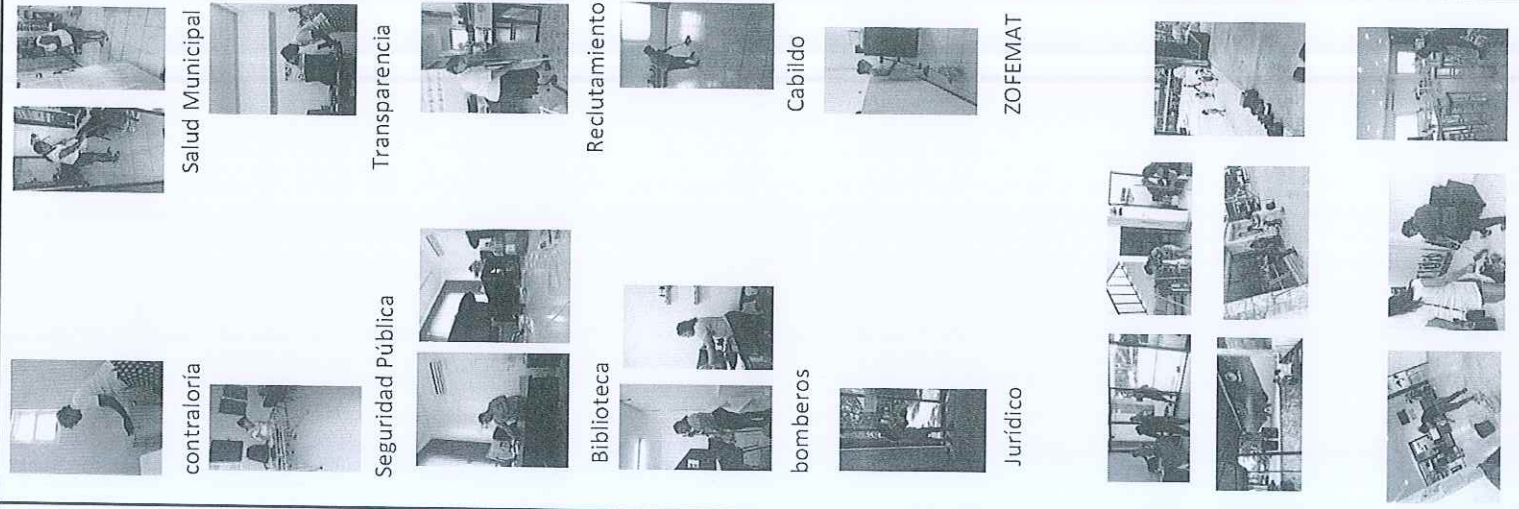 contraloría
Salud Municipal
Seguridad Pública
Transparencia
Biblioteca
Reclutamiento
bomberos
Cabildo
Jurídico
ZOFEMAT